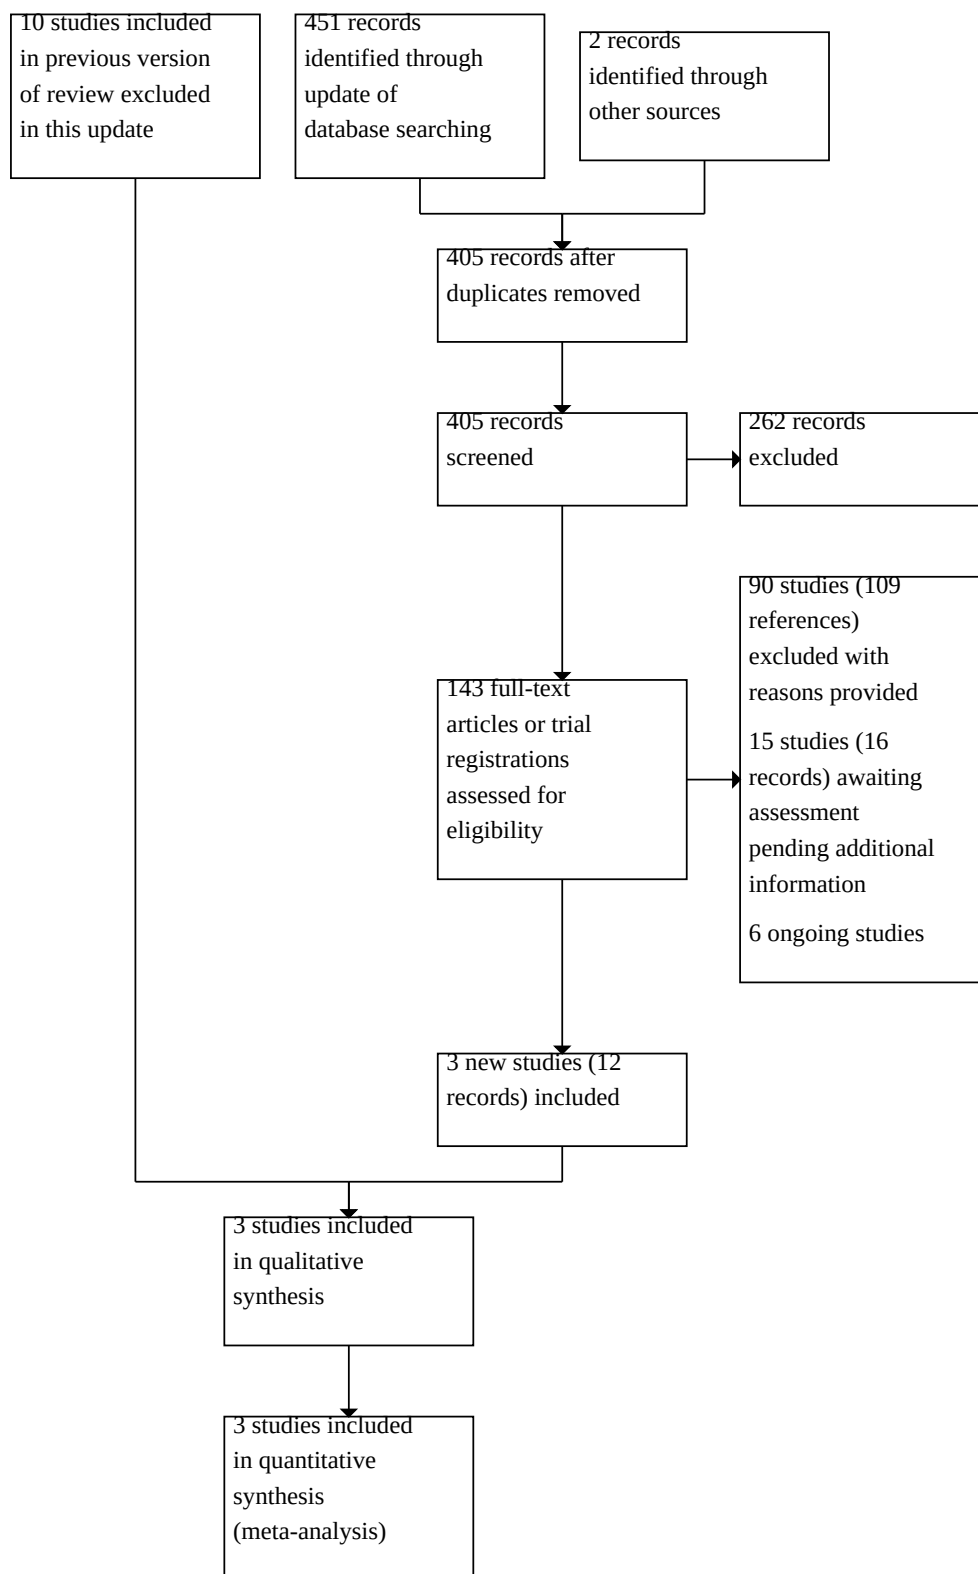 10 studies included
in previous version
of review excluded
in this update
451 records
identified through
update of
database searching
2 records
identified through
other sources
405 records after
duplicates removed
405 records
screened
262 records
excluded
143 full-text
articles or trial
registrations
assessed for
eligibility
90 studies (109
references)
excluded with
reasons provided
15 studies (16
records) awaiting
assessment
pending additional
information
6 ongoing studies
3 new studies (12
records) included
3 studies included
in qualitative
synthesis
3 studies included
in quantitative
synthesis
(meta-analysis)